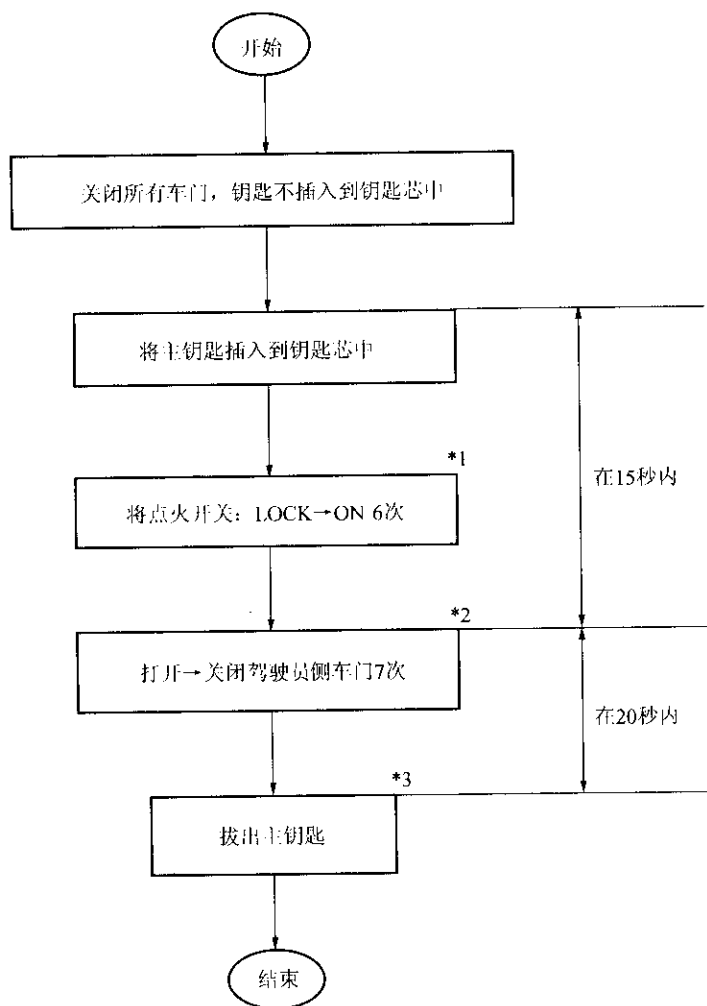 开始
关闭所有车门，钥匙不插入到钥匙芯中
将主钥匙插入到钥匙芯中
*1
在15秒内
将点火开关：LOCK→ON 6次
*2
打开→关闭驾驶员侧车门7次
在20秒内
*3
拔出主钥匙
结束